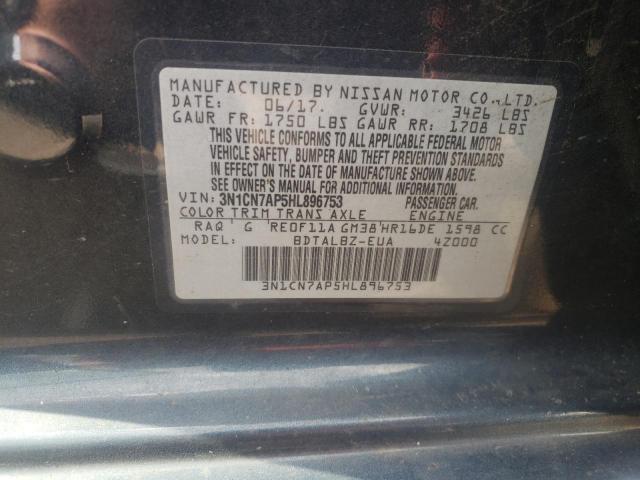 MANUFACTURED BY NISSAN MOTOR CO., LTD.
DATE: 06/17. GVWR: 3426 LBS
GAWR FR: 1750 LBS GAWR RR: 1708 LBS
THIS VEHICLE CONFORMS TO ALL APPLICABLE FEDERAL MOTOR
VEHICLE SAFETY, BUMPER AND THEFT PREVENTION STANDARDS
IN EFFECT ON THE DATE OF MANUFACTURE SHOWN ABOVE.
SEE OWNER'S MANUAL FOR ADDITIONAL INFORMATION.
VIN: 3N1CN7AP5HL896753 PASSENGER CAR.
COLOR TRIM TRANS AXLE ENGINE
RAQ G RE0F11A GM38 HR16DE 1598 CC
MODEL: BDTALBZ-EUA 4Z000
3N1CN7AP5HL896753